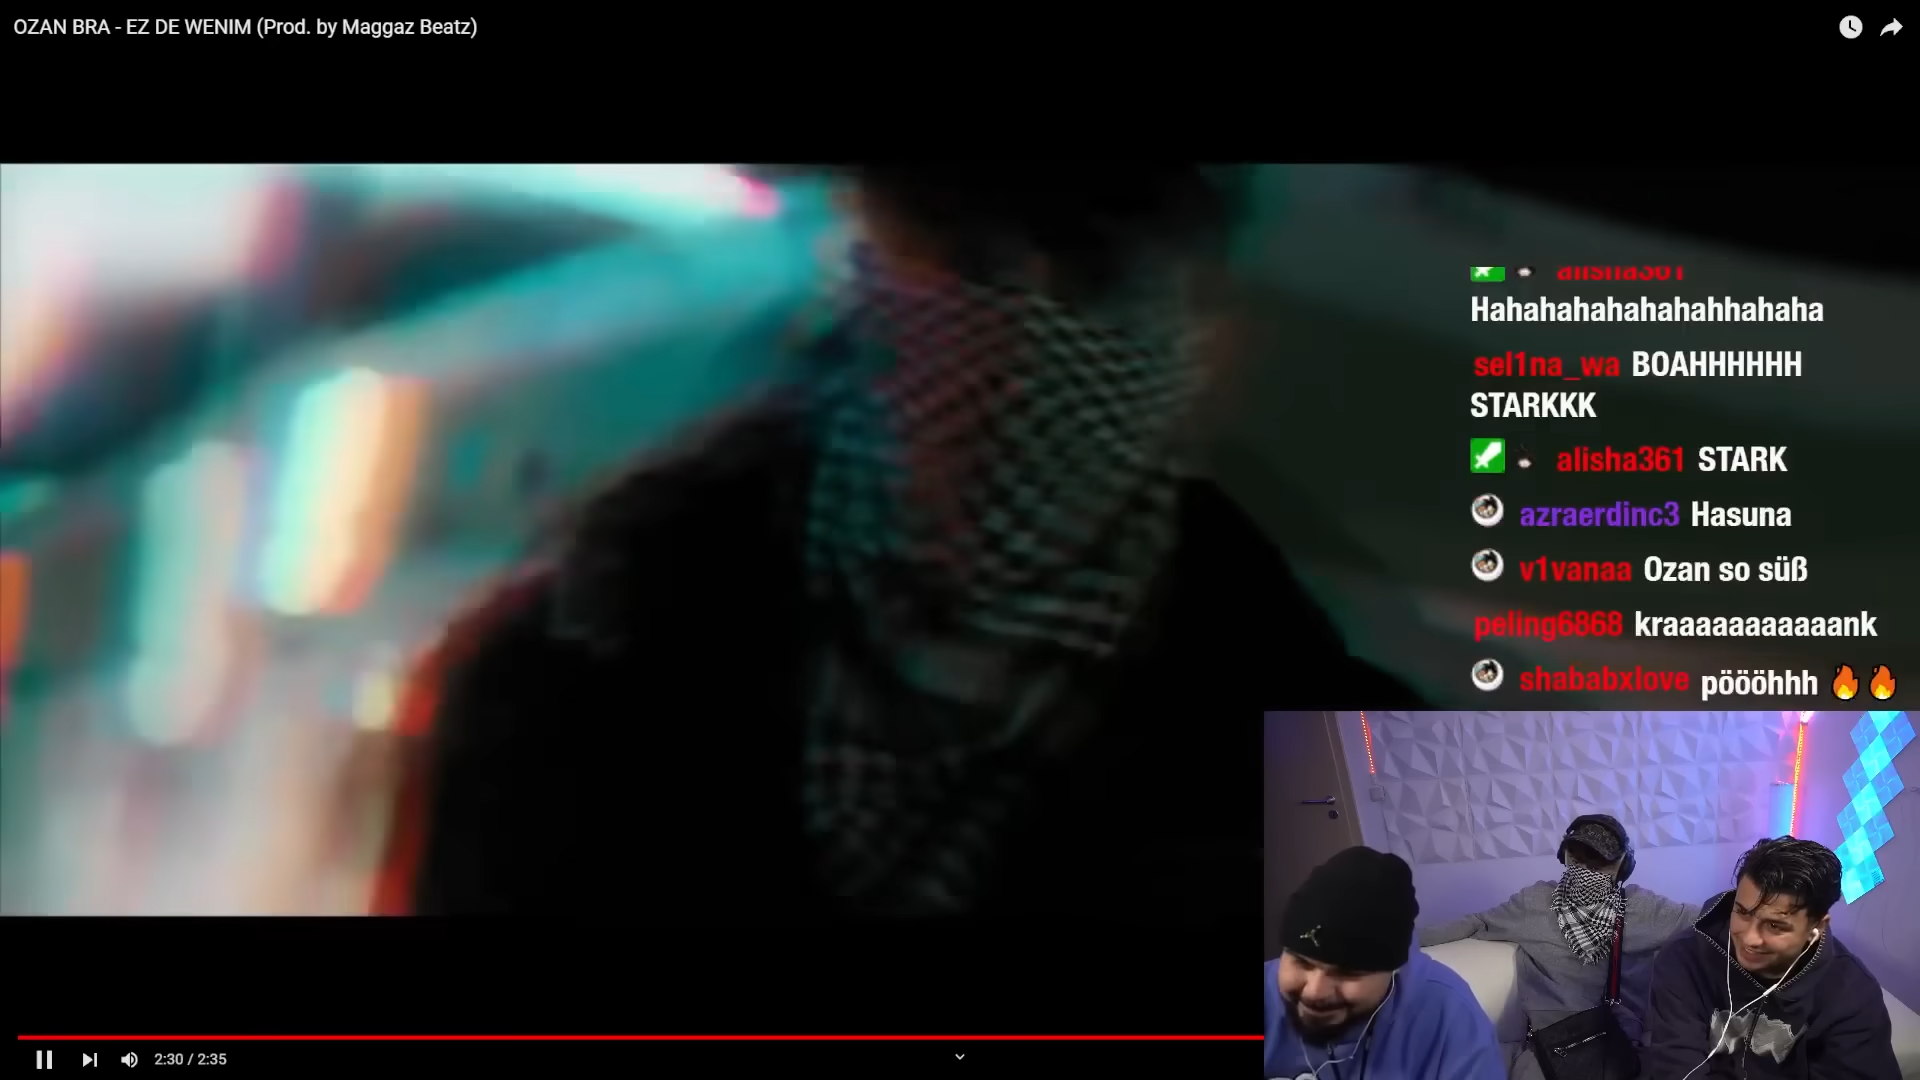 OZAN BRA - EZ DE WENIM (Prod. by Maggaz Beatz)
alisha361
Hahahahahahahahhahaha
sel1na_wa BOAHHHHHH
STARKKK
alisha361 STARK
azraerdinc3 Hasuna
v1vanaa Ozan so süß
peling6868 kraaaaaaaaaaank
shababxlove pöööhhh 🔥🔥
2:30 / 2:35